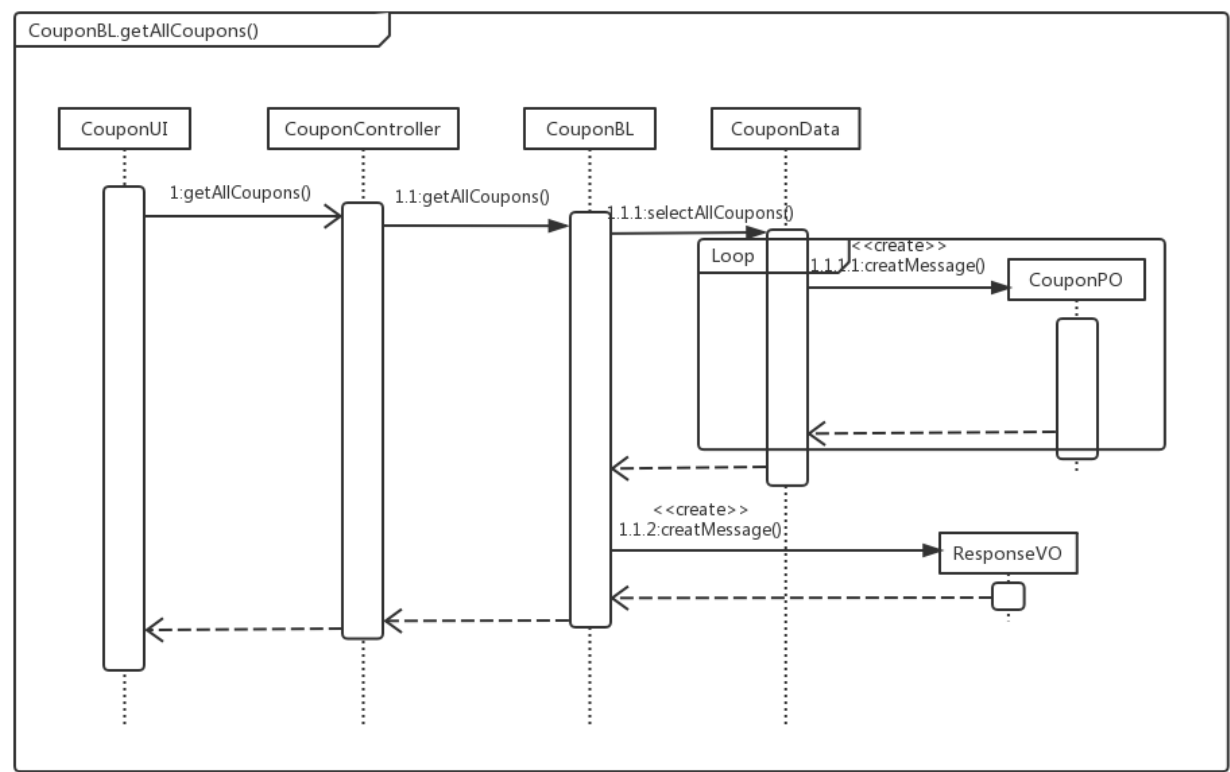 CouponBL.getAllCoupons()
CouponUI
CouponController
CouponBL
CouponData
1:getAllCoupons()
1.1:getAllCoupons()
1.1.1:selectAllCoupons()
Loop
<<create>>
1.1.1.1:creatMessage()
CouponPO
<<create>>
1.1.2:creatMessage()
ResponseVO